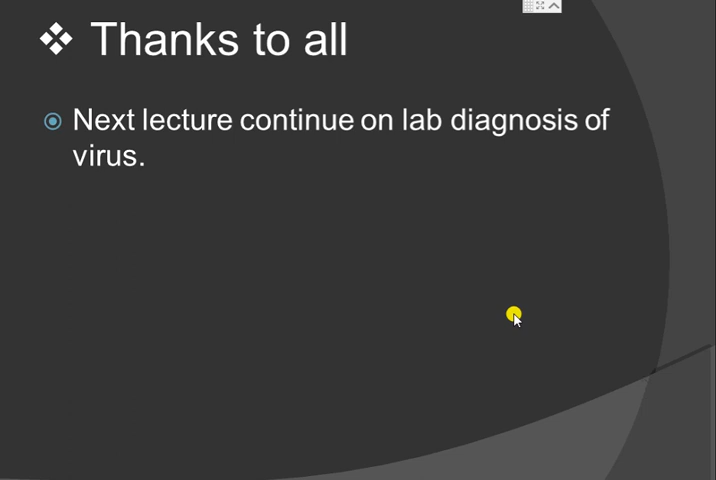 ❖ Thanks to all
Next lecture continue on lab diagnosis of
virus.